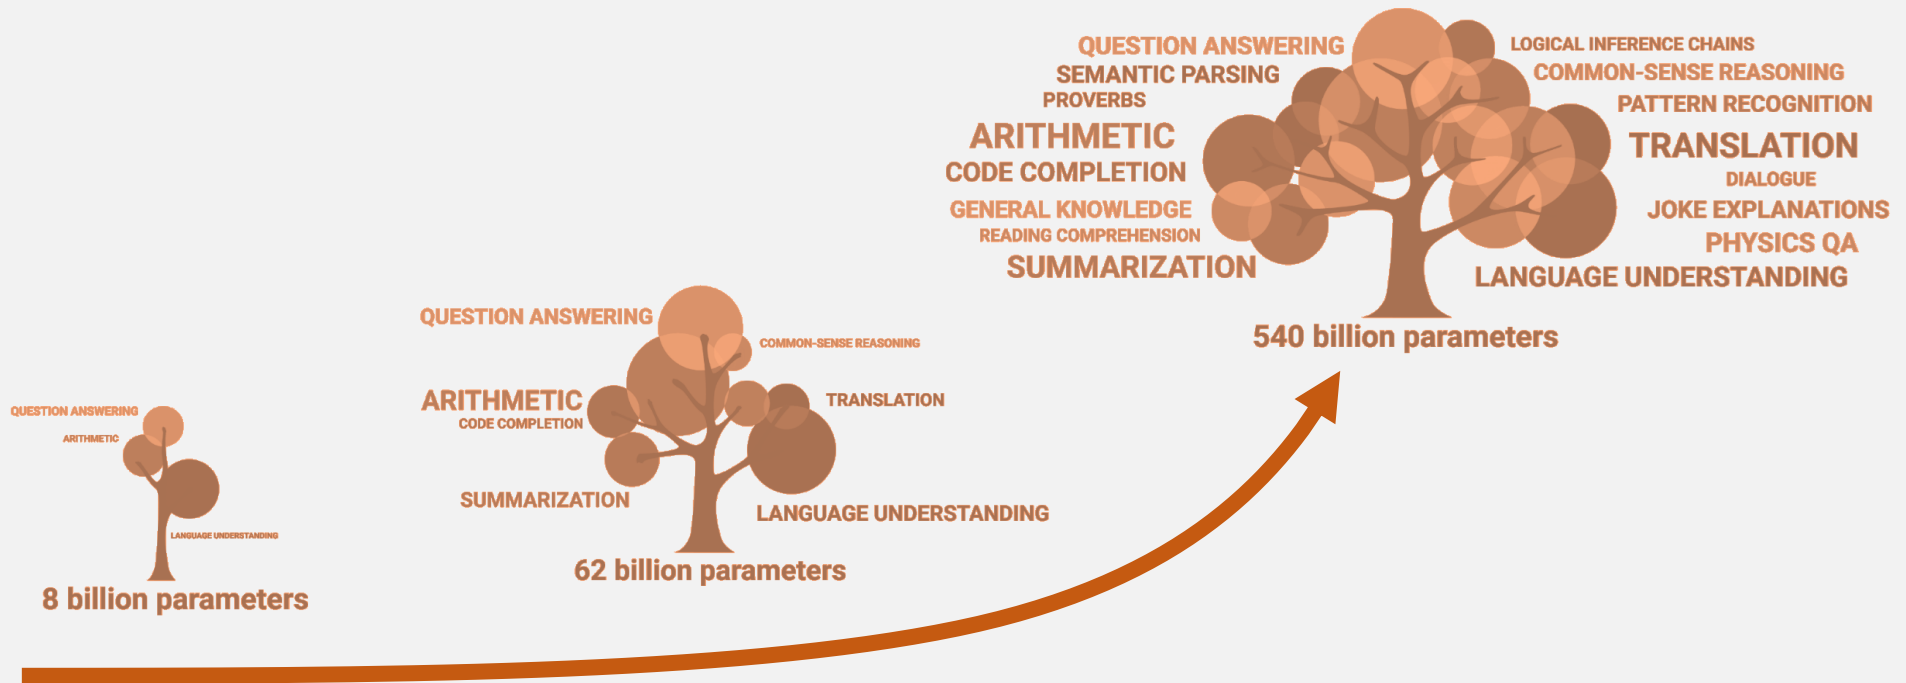 QUESTION ANSWERING
ARITHMETIC
LANGUAGE UNDERSTANDING
8 billion parameters
QUESTION ANSWERING
COMMON-SENSE REASONING
ARITHMETIC
CODE COMPLETION
TRANSLATION
SUMMARIZATION
LANGUAGE UNDERSTANDING
62 billion parameters
QUESTION ANSWERING
SEMANTIC PARSING
PROVERBS
ARITHMETIC
CODE COMPLETION
GENERAL KNOWLEDGE
READING COMPREHENSION
SUMMARIZATION
LOGICAL INFERENCE CHAINS
COMMON-SENSE REASONING
PATTERN RECOGNITION
TRANSLATION
DIALOGUE
JOKE EXPLANATIONS
PHYSICS QA
LANGUAGE UNDERSTANDING
540 billion parameters